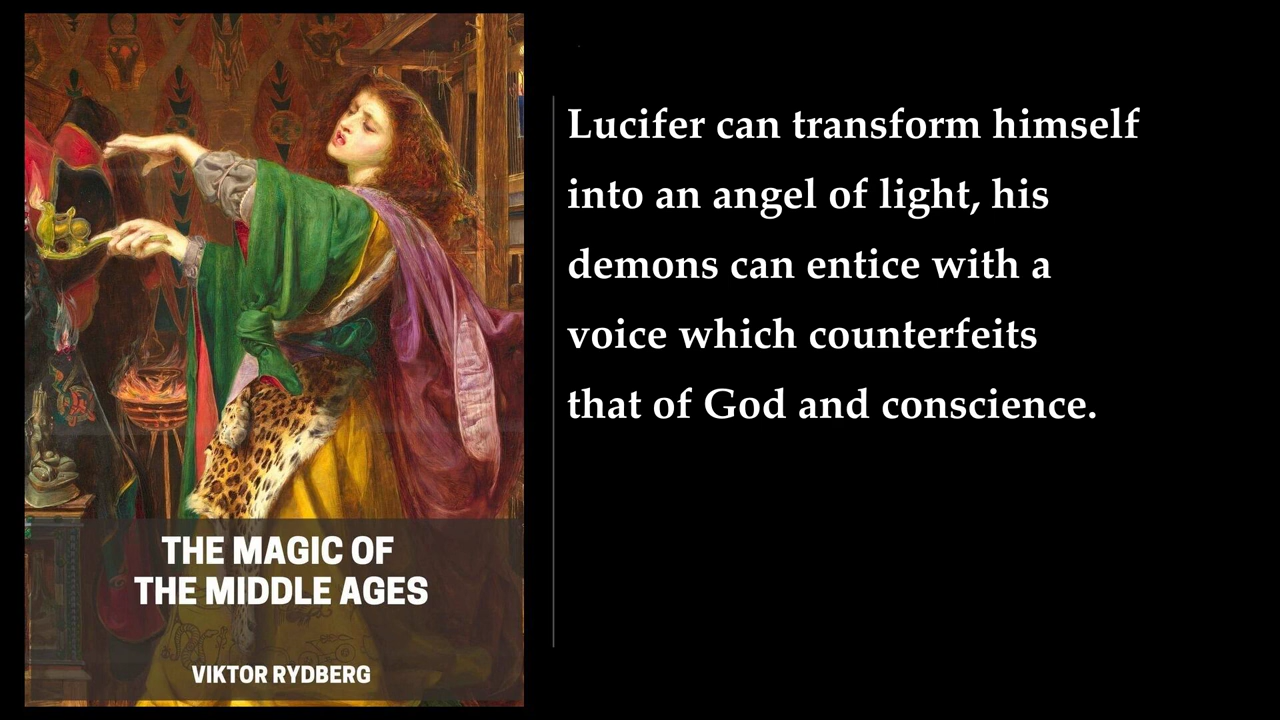 Lucifer can transform himself
into an angel of light, his
demons can entice with a
voice which counterfeits
that of God and conscience.
THE MAGIC OF
THE MIDDLE AGES
VIKTOR RYDBERG